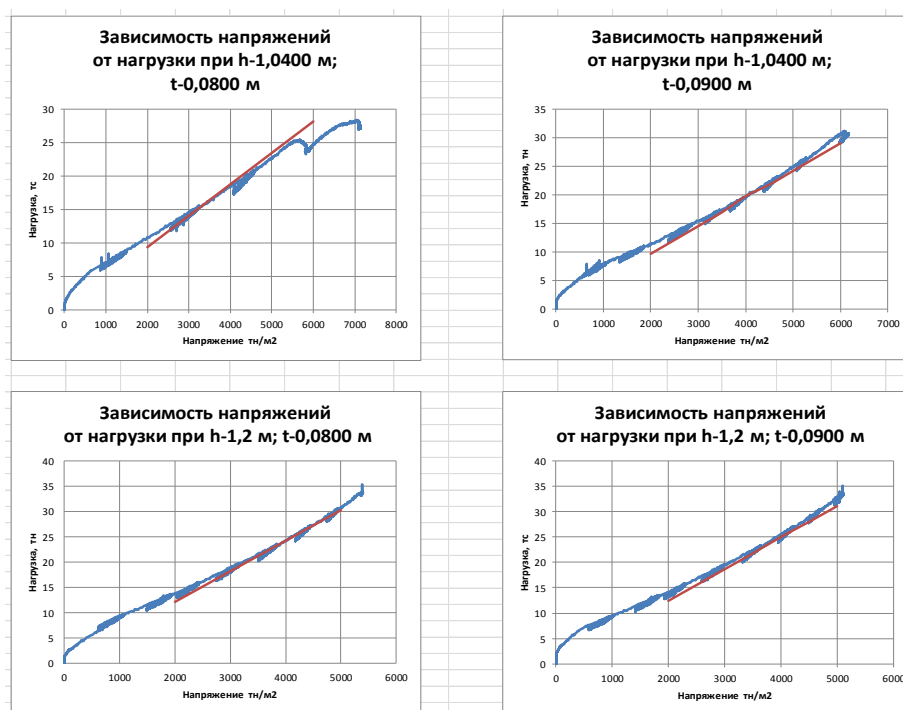 Зависимость напряжений
от нагрузки при h-1,0400 м;
t-0,0800 м
30
25
20
15
10
5
0
Нагрузка, тс
0 1000 2000 3000 4000 5000 6000 7000 8000
Напряжение тн/м2
Зависимость напряжений
от нагрузки при h-1,0400 м;
t-0,0900 м
35
30
25
20
15
10
5
0
Нагрузка, тн
0 1000 2000 3000 4000 5000 6000 7000
Напряжение тн/м2
Зависимость напряжений
от нагрузки при h-1,2 м; t-0,0800 м
40
35
30
25
20
15
10
5
0
Нагрузка, тн
0 1000 2000 3000 4000 5000 6000
Напряжение тн/м2
Зависимость напряжений
от нагрузки при h-1,2 м; t-0,0900 м
40
35
30
25
20
15
10
5
0
Нагрузка, тс
0 1000 2000 3000 4000 5000 6000
Напряжение тн/м2